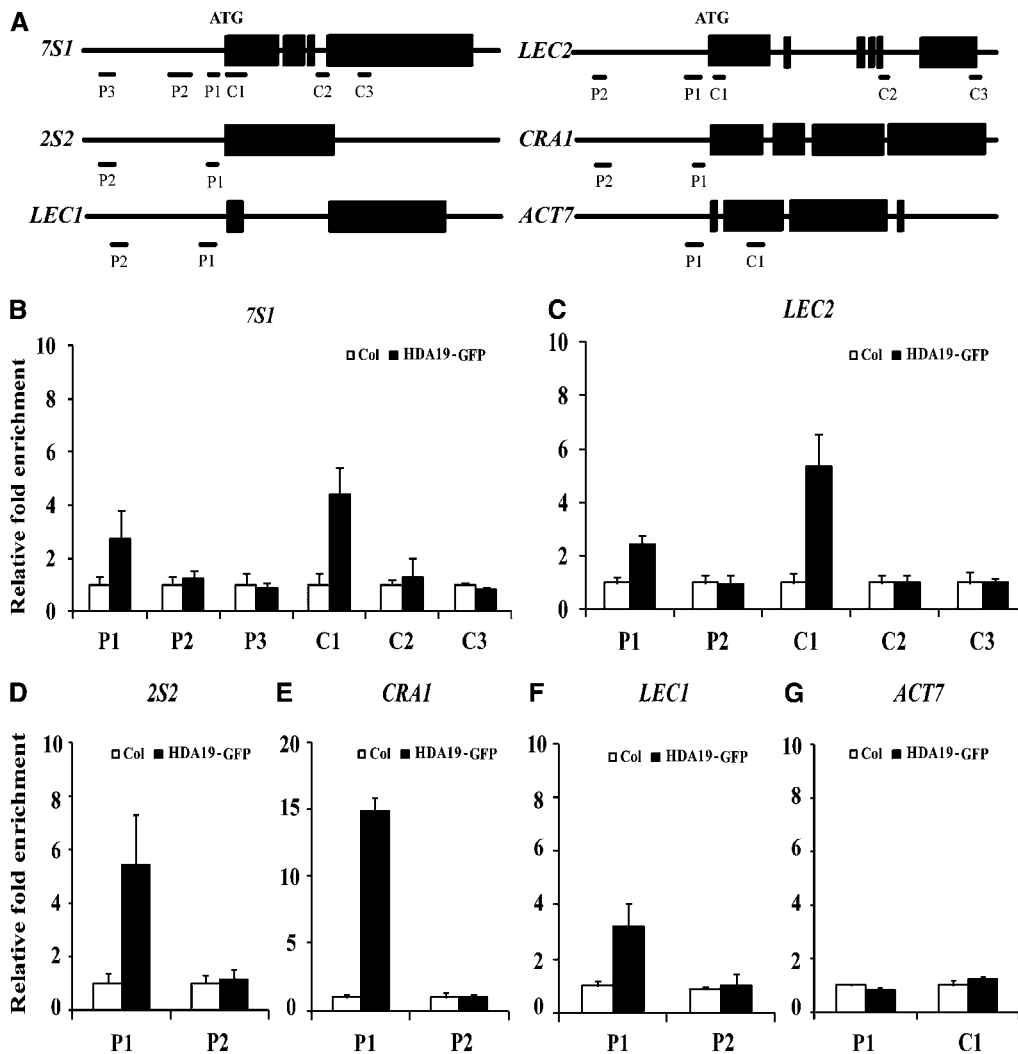 A
ATG
7S1
P3 P2 P1 C1 C2 C3
ATG
LEC2
P2 P1 C1 C2 C3
2S2
P2 P1
CRA1
P2 P1
LEC1
P2 P1
ACT7
P1 C1
B
7S1
Relative fold enrichment
10
8
6
4
2
0
Col HDA19-GFP
P1 P2 P3 C1 C2 C3
C
LEC2
10
8
6
4
2
0
Col HDA19-GFP
P1 P2 C1 C2 C3
D
2S2
Relative fold enrichment
10
8
6
4
2
0
Col HDA19-GFP
P1 P2
E
CRA1
20
15
10
5
0
Col HDA19-GFP
P1 P2
F
LEC1
10
8
6
4
2
0
Col HDA19-GFP
P1 P2
G
ACT7
10
8
6
4
2
0
Col HDA19-GFP
P1 C1